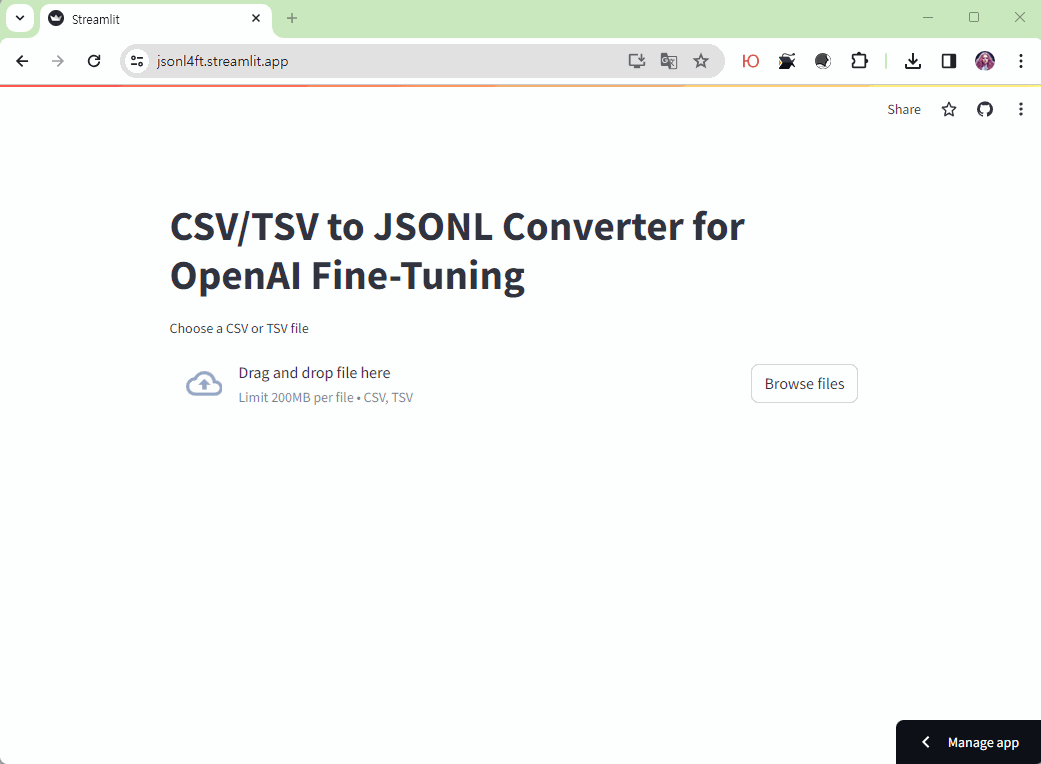 Streamlit
jsonl4ft.streamlit.app
Share
CSV/TSV to JSONL Converter for
OpenAI Fine-Tuning
Choose a CSV or TSV file
Drag and drop file here
Limit 200MB per file • CSV, TSV
Browse files
Manage app